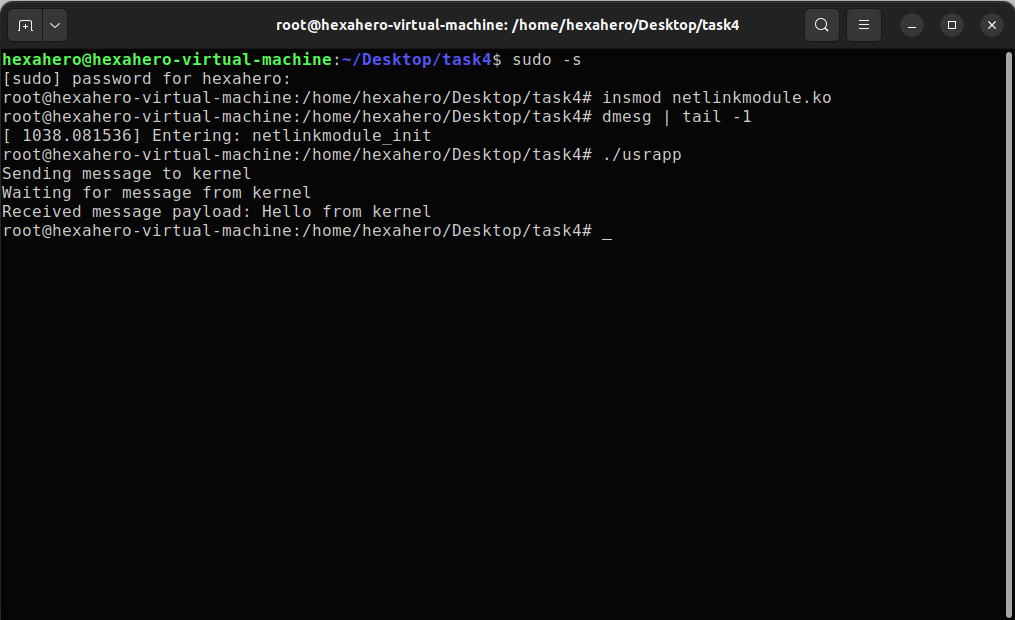 root@hexahero-virtual-machine: /home/hexahero/Desktop/task4
hexahero@hexahero-virtual-machine:~/Desktop/task4$ sudo -s
[sudo] password for hexahero:
root@hexahero-virtual-machine:/home/hexahero/Desktop/task4# insmod netlinkmodule.ko
root@hexahero-virtual-machine:/home/hexahero/Desktop/task4# dmesg | tail -1
[ 1038.081536] Entering: netlinkmodule_init
root@hexahero-virtual-machine:/home/hexahero/Desktop/task4# ./usrapp
Sending message to kernel
Waiting for message from kernel
Received message payload: Hello from kernel
root@hexahero-virtual-machine:/home/hexahero/Desktop/task4# _